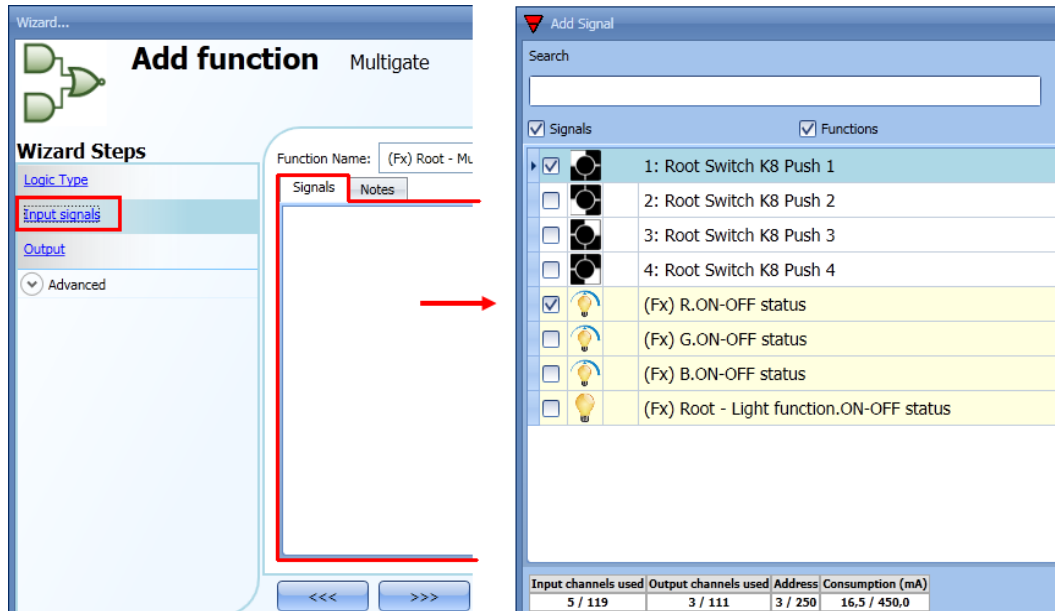 Wizard...
Add function Multigate
Wizard Steps
Logic Type
Input signals
Output
Advanced
Function Name: (Fx) Root - Mu
Signals Notes
<<< >>>
Add Signal
Search
Signals Functions
1: Root Switch K8 Push 1
2: Root Switch K8 Push 2
3: Root Switch K8 Push 3
4: Root Switch K8 Push 4
(Fx) R.ON-OFF status
(Fx) G.ON-OFF status
(Fx) B.ON-OFF status
(Fx) Root - Light function.ON-OFF status
Input channels used Output channels used Address Consumption (mA)
5 / 119 3 / 111 3 / 250 16,5 / 450,0